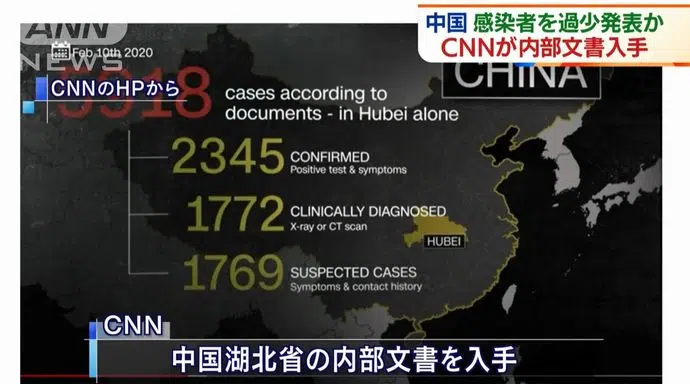 ANN
NEWS
Feb 10th 2020
中国 感染者を過少発表か
CNNが内部文書入手
CNNのHPから
5918
cases according to
documents - in Hubei alone
CHINA
2345
CONFIRMED
Positive test & symptoms
1772
CLINICALLY DIAGNOSED
X-ray or CT scan
HUBEI
1769
SUSPECTED CASES
Symptoms & contact history
CNN
中国湖北省の内部文書を入手